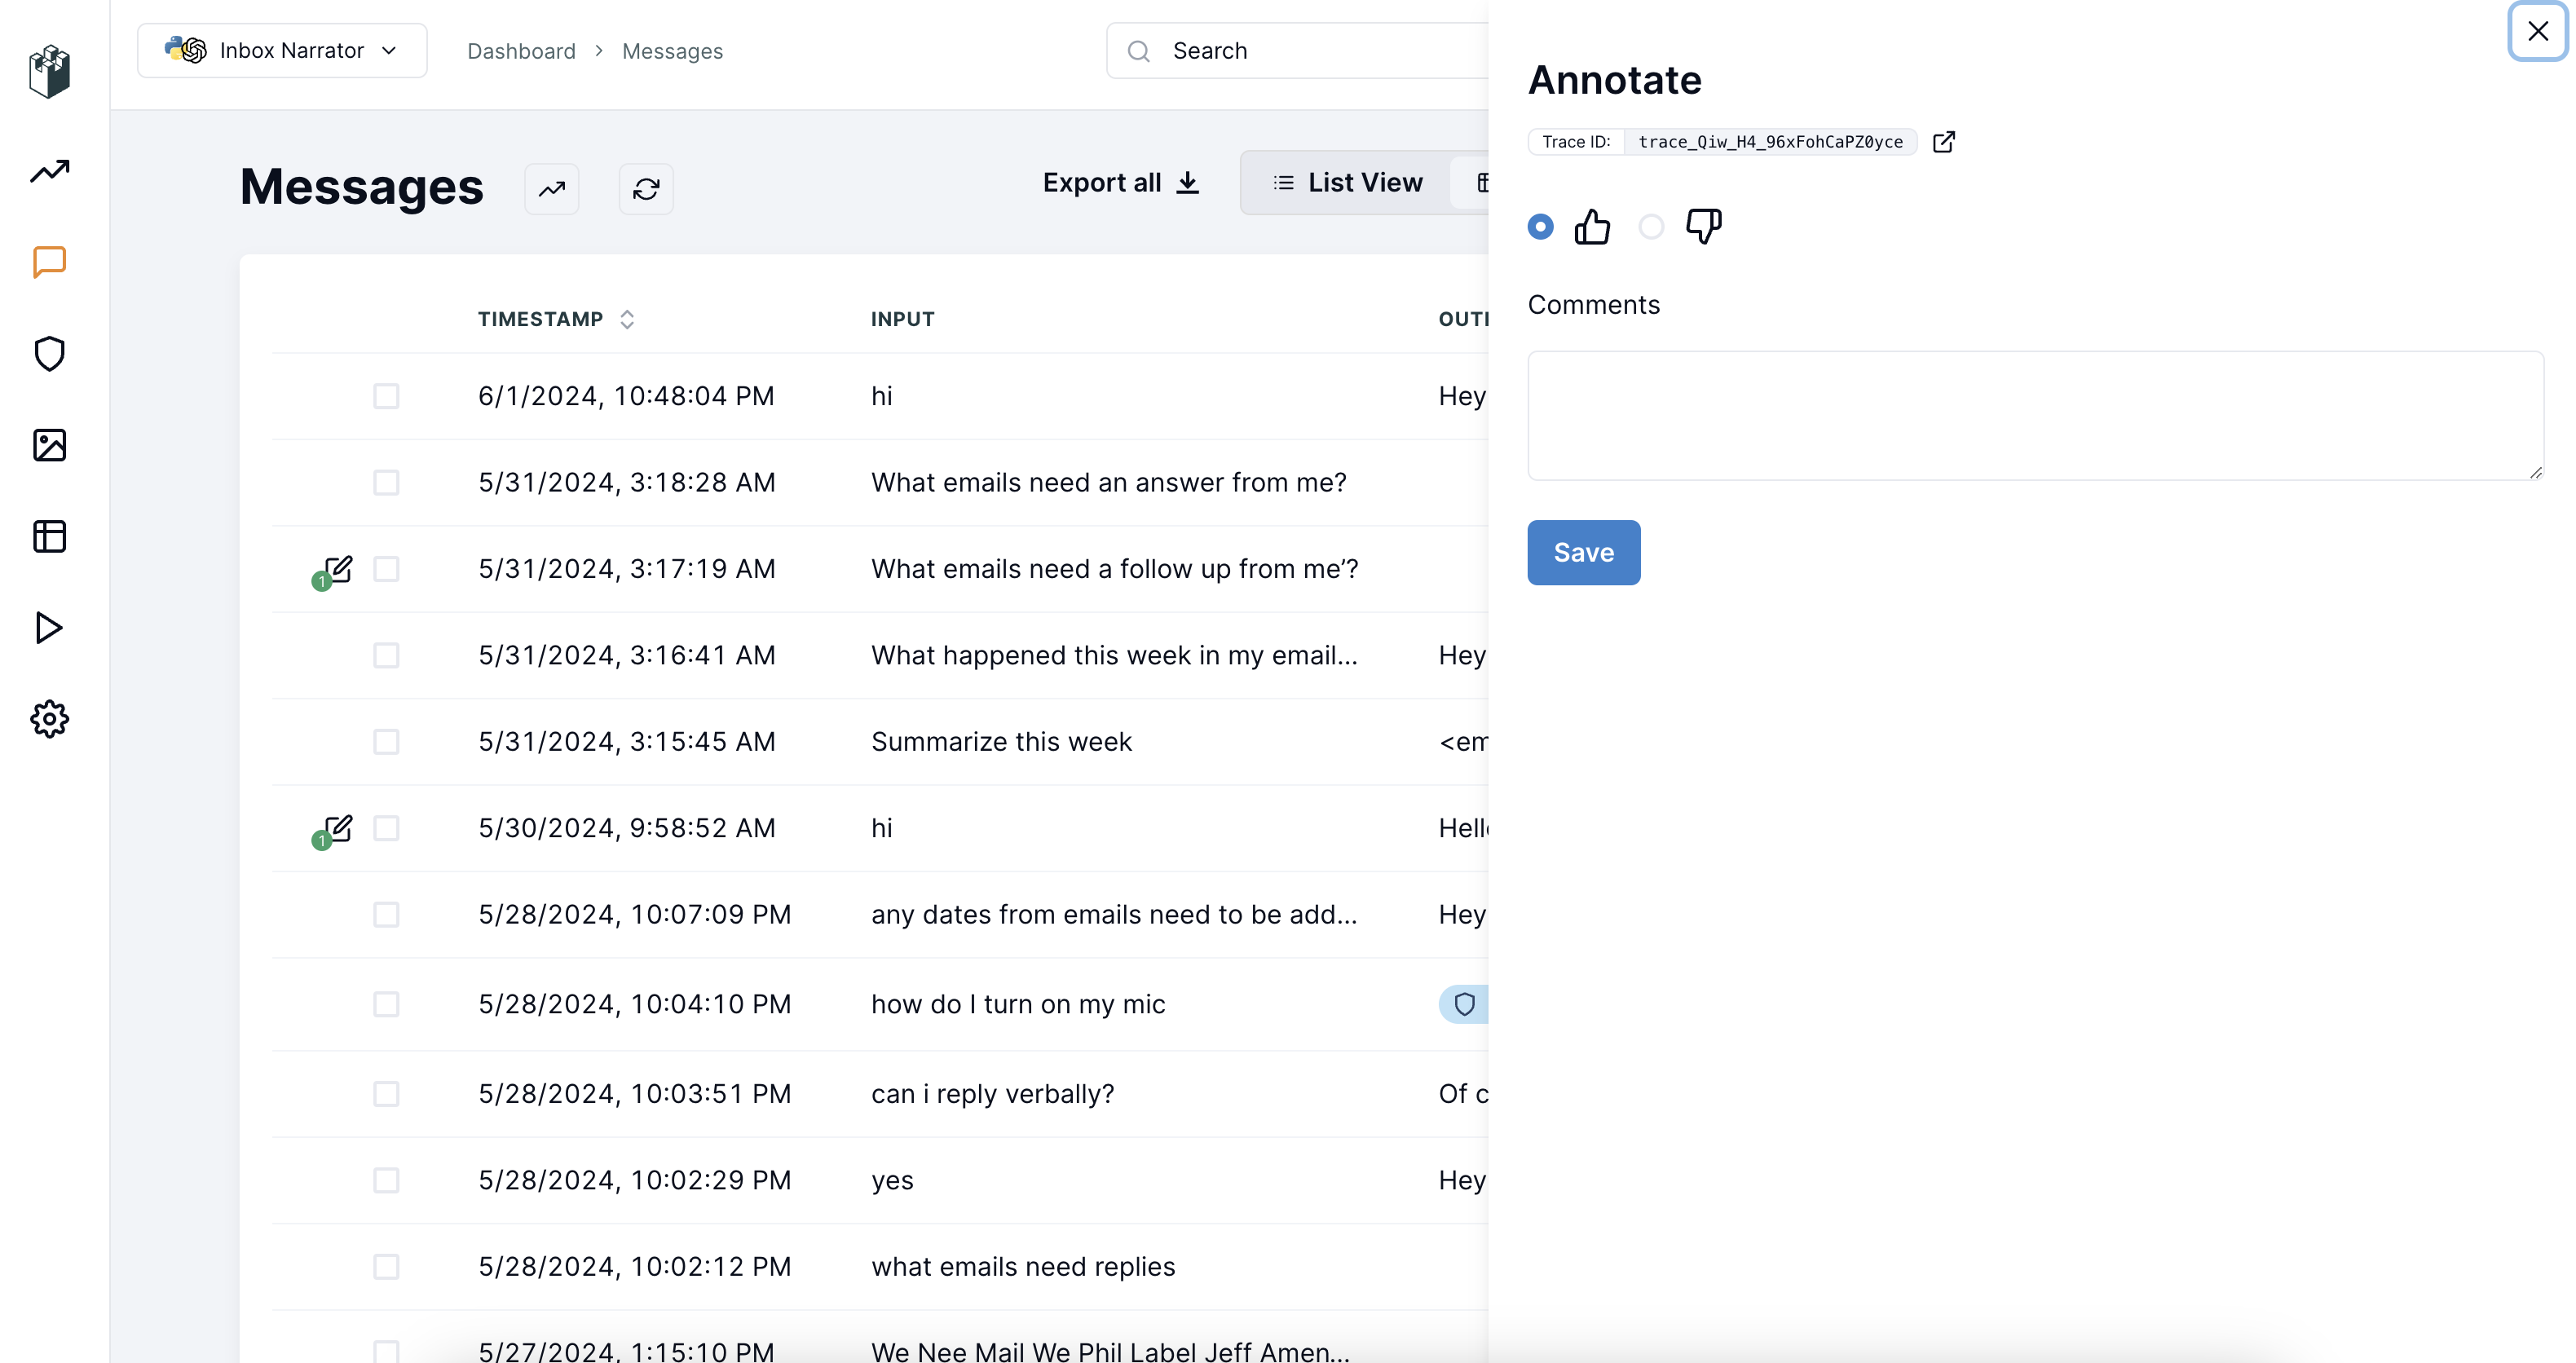 Inbox Narrator
Dashboard > Messages
Search
Messages
Export all
List View
TIMESTAMP INPUT
6/1/2024, 10:48:04 PM hi Hey
5/31/2024, 3:18:28 AM What emails need an answer from me?
1 5/31/2024, 3:17:19 AM What emails need a follow up from me’?
5/31/2024, 3:16:41 AM What happened this week in my email... Hey
5/31/2024, 3:15:45 AM Summarize this week <em
1 5/30/2024, 9:58:52 AM hi
5/28/2024, 10:07:09 PM any dates from emails need to be add... Hey
5/28/2024, 10:04:10 PM how do I turn on my mic
5/28/2024, 10:03:51 PM can i reply verbally? Of c
5/28/2024, 10:02:29 PM yes Hey
5/28/2024, 10:02:12 PM what emails need replies
5/27/2024, 1:15:10 PM We Nee Mail We Phil Label Jeff Amen...
Annotate
Trace ID: trace_Qiw_H4_96xFohCaPZ0yce
Comments
Save